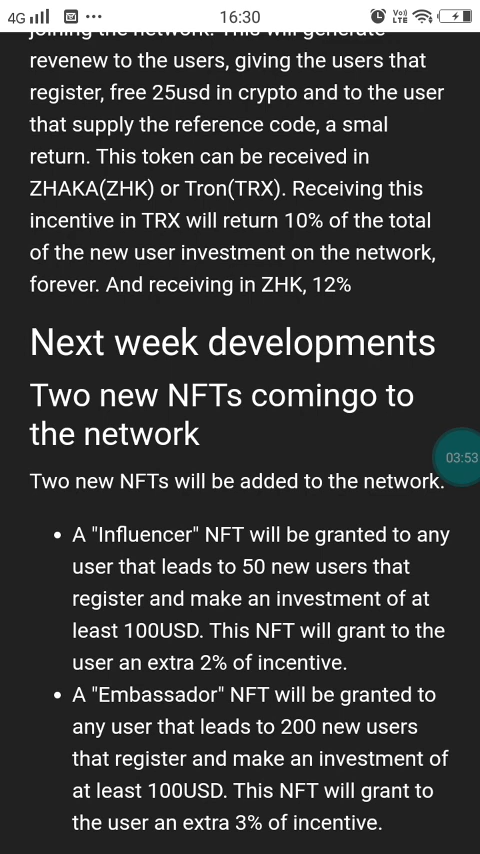 4G 16:30 Vo) LTE
joining the network. This will generate
revenew to the users, giving the users that
register, free 25usd in crypto and to the user
that supply the reference code, a smal
return. This token can be received in
ZHAKA(ZHK) or Tron(TRX). Receiving this
incentive in TRX will return 10% of the total
of the new user investment on the network,
forever. And receiving in ZHK, 12%
Next week developments
Two new NFTs comingo to
the network
03:53
Two new NFTs will be added to the network.
• A "Influencer" NFT will be granted to any
user that leads to 50 new users that
register and make an investment of at
least 100USD. This NFT will grant to the
user an extra 2% of incentive.
• A "Embassador" NFT will be granted to
any user that leads to 200 new users
that register and make an investment of
at least 100USD. This NFT will grant to
the user an extra 3% of incentive.